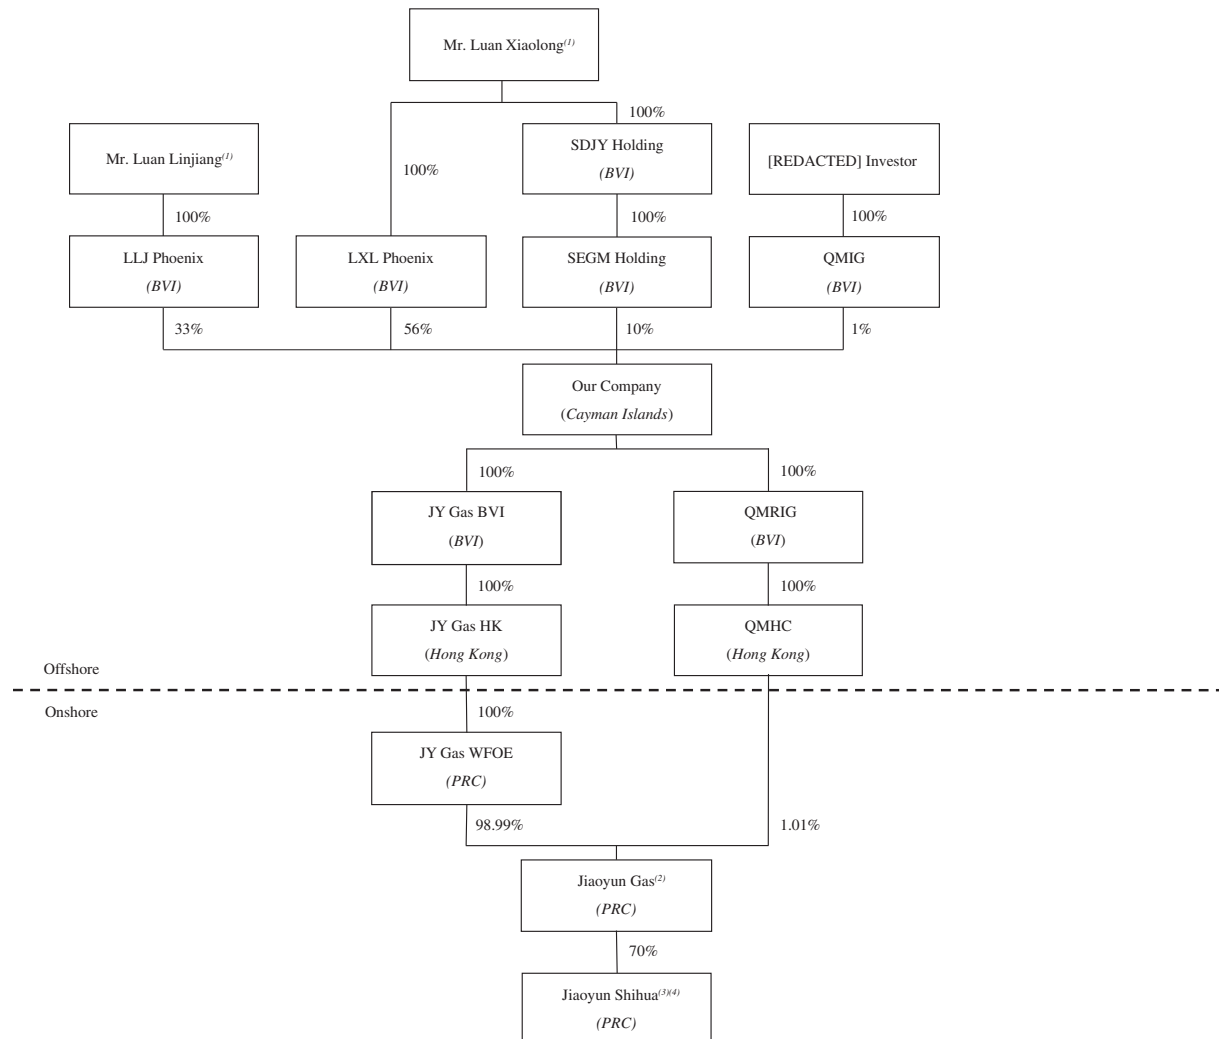 Mr. Luan Xiaolong(1)
100%
Mr. Luan Linjiang(1)
100%
SDJY Holding
(BVI)
[REDACTED] Investor
100%
100%
100%
LLJ Phoenix
(BVI)
LXL Phoenix
(BVI)
SEGM Holding
(BVI)
QMIG
(BVI)
33%
56%
10%
1%
Our Company
(Cayman Islands)
100%
100%
JY Gas BVI
(BVI)
QMRIG
(BVI)
100%
100%
JY Gas HK
(Hong Kong)
QMHC
(Hong Kong)
Offshore
Onshore
100%
JY Gas WFOE
(PRC)
98.99%
1.01%
Jiaoyun Gas(2)
(PRC)
70%
Jiaoyun Shihua(3)(4)
(PRC)